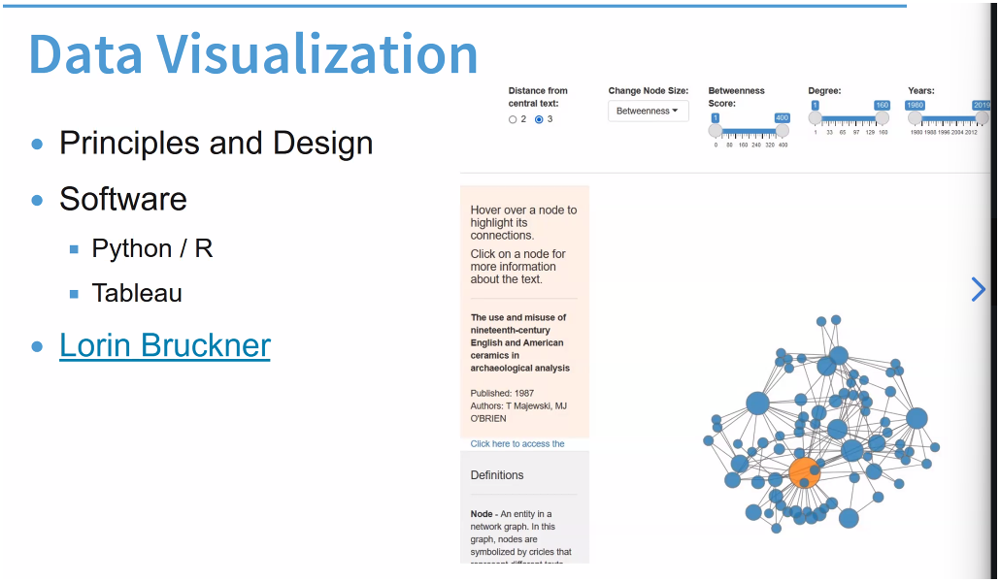 Data Visualization
Principles and Design
Software
Python / R
Tableau
Lorin Bruckner
Distance from
central text:
2 3
Change Node Size:
Betweenness
Betweenness
Score:
1 400
0 80 160 240 320 400
Degree:
1 160
1 33 65 97 129 160
Years:
1980 2019
1980 1988 1996 2004 2012
Hover over a node to
highlight its
connections.
Click on a node for
more information
about the text.
The use and misuse of
nineteenth-century
English and American
ceramics in
archaeological analysis
Published: 1987
Authors: T Majewski, MJ
O'BRIEN
Click here to access the
Definitions
Node - An entity in a
network graph. In this
graph, nodes are
symbolized by cricles that
represent different texts